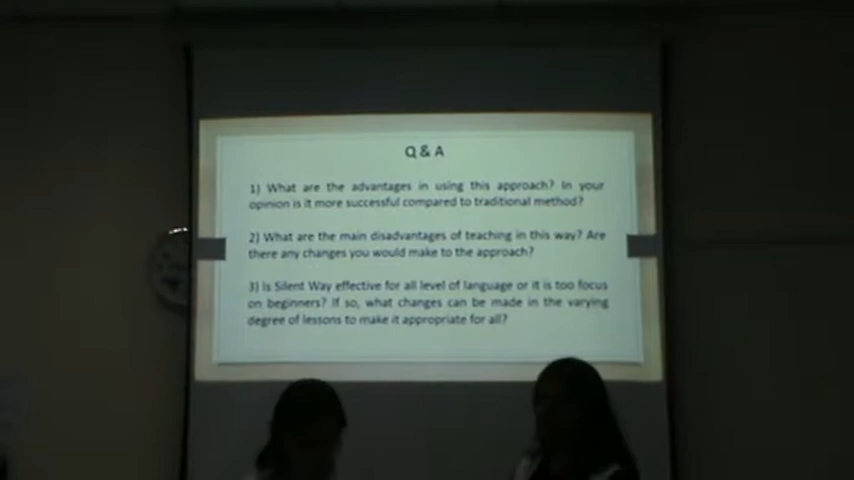 Q & A
1) What are the advantages in using this approach? In your
opinion is it more successful compared to traditional method?
2) What are the main disadvantages of teaching in this way? Are
there any changes you would make to the approach?
3) Is Silent Way effective for all level of language or it is too focus
on beginners? If so, what changes can be made in the varying
degree of lessons to make it appropriate for all?